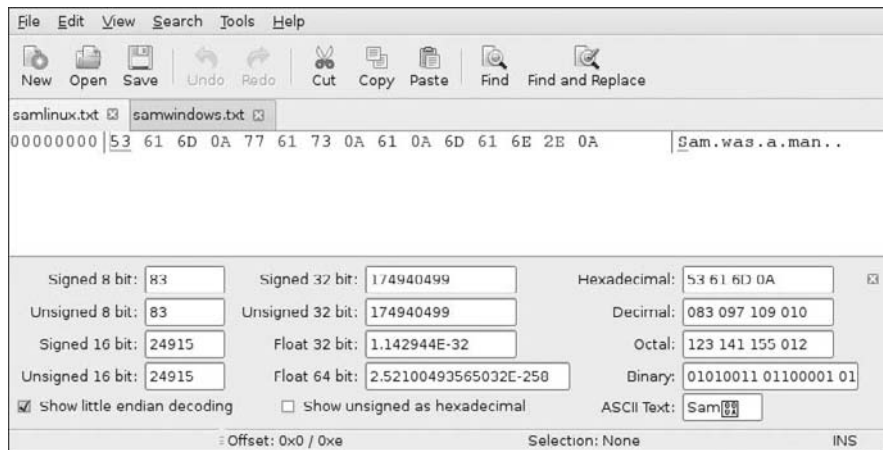 File Edit View Search Tools Help
New Open Save Undo Redo Cut Copy Paste Find Find and Replace
samlinux.txt samwindows.txt
00000000 53 61 6D 0A 77 61 73 0A 61 0A 6D 61 6E 2E 0A Sam.was.a.man..
Signed 8 bit: 83 Signed 32 bit: 174940499 Hexadecimal: 53 61 6D 0A
Unsigned 8 bit: 83 Unsigned 32 bit: 174940499 Decimal: 083 097 109 010
Signed 16 bit: 24915 Float 32 bit: 1.142944E-32 Octal: 123 141 155 012
Unsigned 16 bit: 24915 Float 64 bit: 2.52100493565032E-258 Binary: 01010011 01100001 01
Show little endian decoding Show unsigned as hexadecimal ASCII Text: Sam
Offset: 0x0 / 0xe Selection: None INS